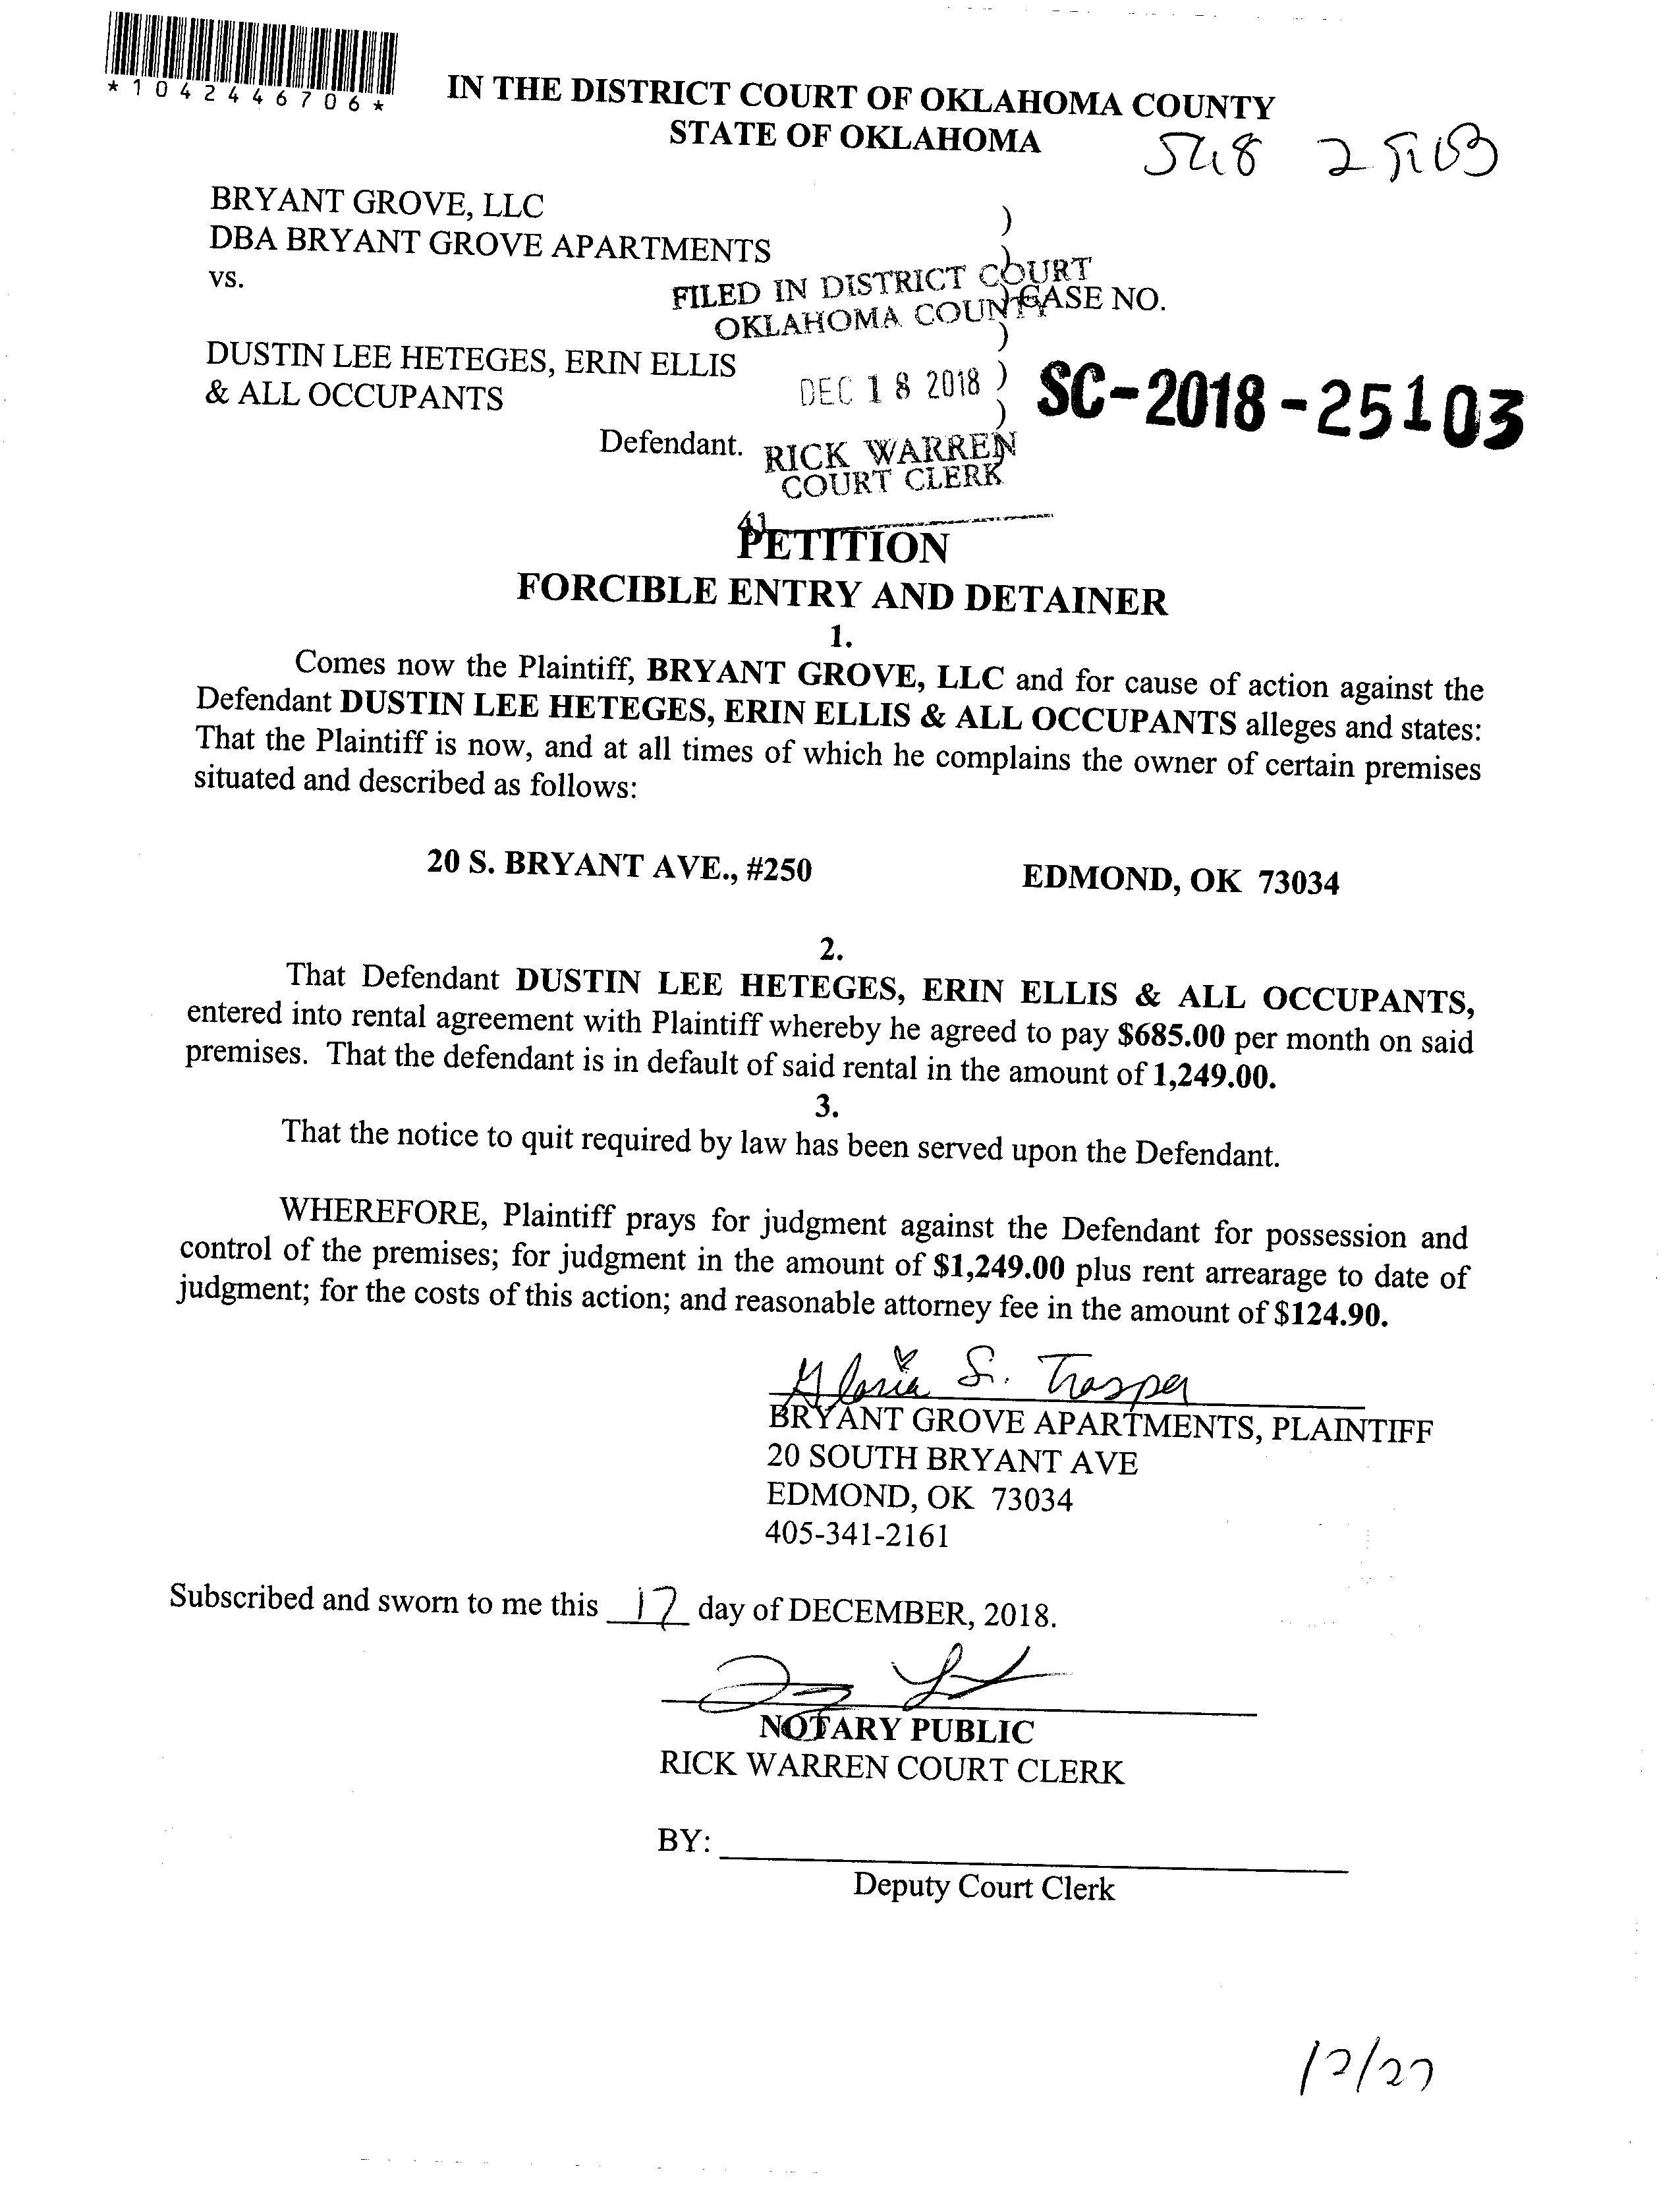 *1042446706*
IN THE DISTRICT COURT OF OKLAHOMA COUNTY
STATE OF OKLAHOMA
BRYANT GROVE, LLC )
DBA BRYANT GROVE APARTMENTS )
vs.
FILED IN DISTRICT COURT
OKLAHOMA COUNTY
) CASE NO.
)
DUSTIN LEE HETEGES, ERIN ELLIS )
& ALL OCCUPANTS )
DEC 18 2018
SC-2018-25103
Defendant. )
RICK WARREN
COURT CLERK
41
PETITION
FORCIBLE ENTRY AND DETAINER
1.
Comes now the Plaintiff, BRYANT GROVE, LLC and for cause of action against the
Defendant DUSTIN LEE HETEGES, ERIN ELLIS & ALL OCCUPANTS alleges and states:
That the Plaintiff is now, and at all times of which he complains the owner of certain premises
situated and described as follows:
20 S. BRYANT AVE., #250 EDMOND, OK 73034
2.
That Defendant DUSTIN LEE HETEGES, ERIN ELLIS & ALL OCCUPANTS,
entered into rental agreement with Plaintiff whereby he agreed to pay $685.00 per month on said
premises. That the defendant is in default of said rental in the amount of 1,249.00.
3.
That the notice to quit required by law has been served upon the Defendant.
WHEREFORE, Plaintiff prays for judgment against the Defendant for possession and
control of the premises; for judgment in the amount of $1,249.00 plus rent arrearage to date of
judgment; for the costs of this action; and reasonable attorney fee in the amount of $124.90.
Gloria S. Trosper
BRYANT GROVE APARTMENTS, PLAINTIFF
20 SOUTH BRYANT AVE
EDMOND, OK 73034
405-341-2161
Subscribed and sworn to me this 17 day of DECEMBER, 2018.
NOTARY PUBLIC
RICK WARREN COURT CLERK
BY:
Deputy Court Clerk
12/27